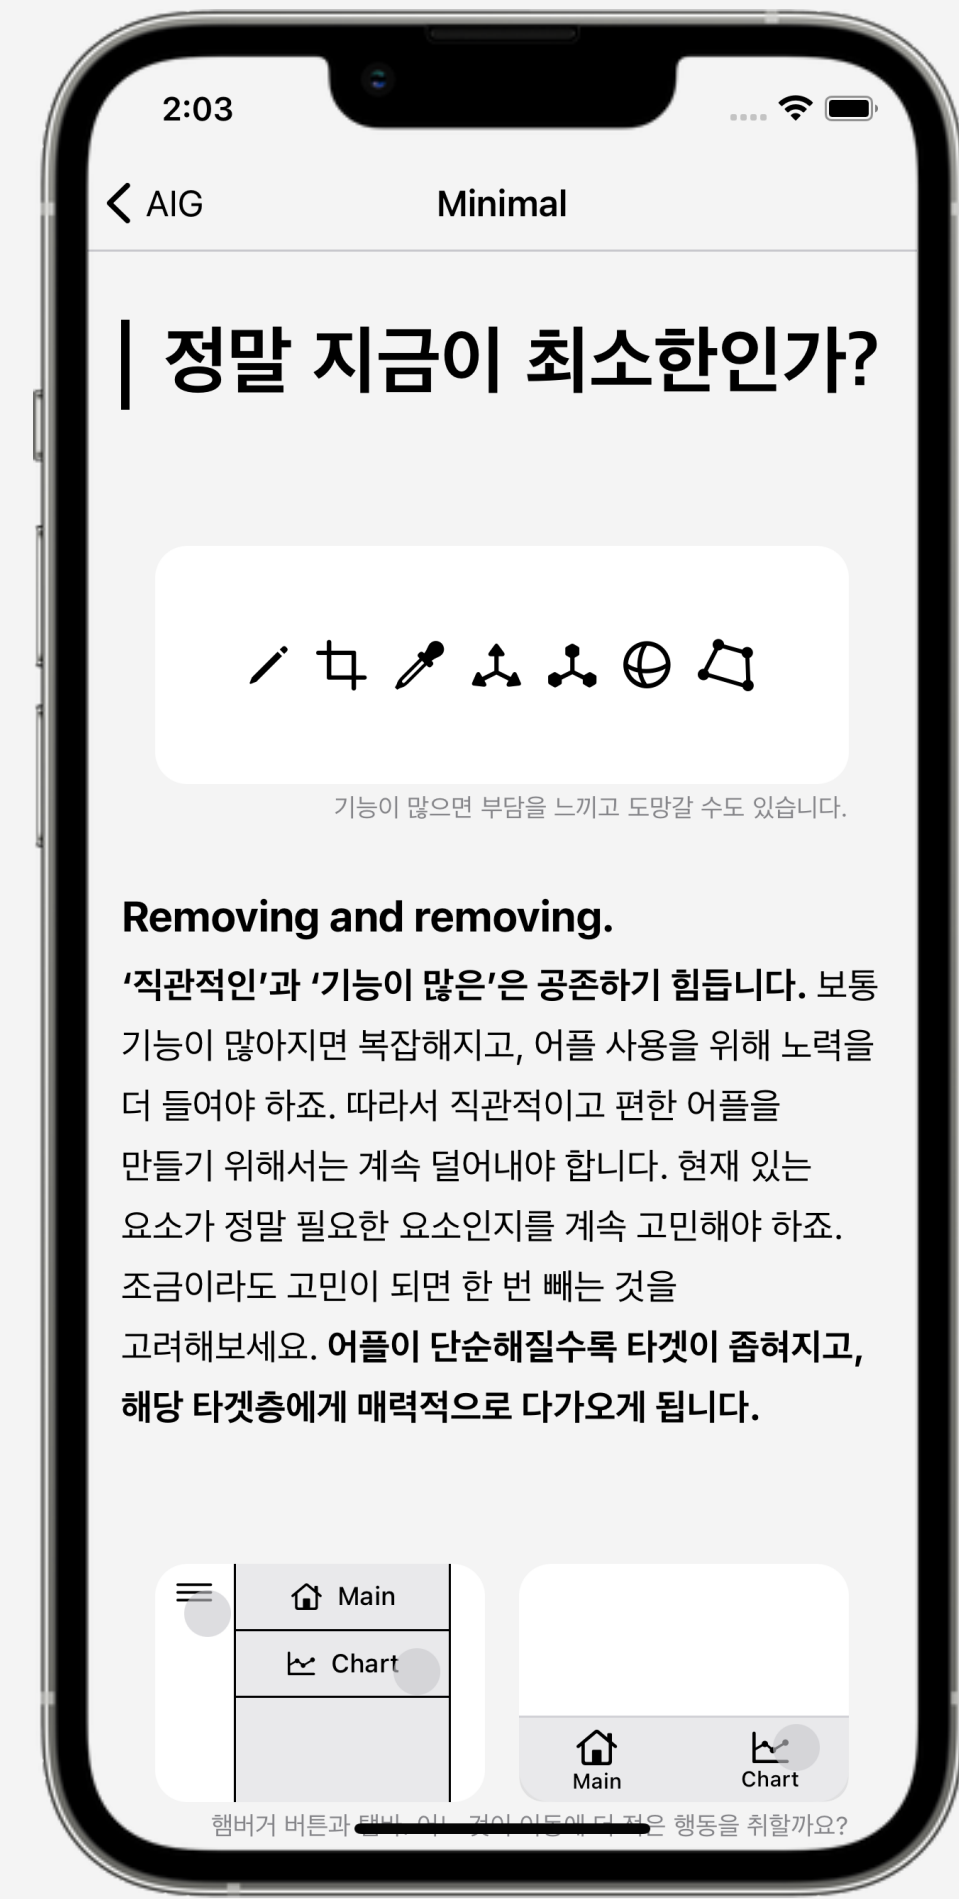 2:03
AIG
Minimal
정말 지금이 최소한인가?
기능이 많으면 부담을 느끼고 도망갈 수도 있습니다.
Removing and removing.
‘직관적인’과 ‘기능이 많은’은 공존하기 힘듭니다. 보통
기능이 많아지면 복잡해지고, 어플 사용을 위해 노력을
더 들여야 하죠. 따라서 직관적이고 편한 어플을
만들기 위해서는 계속 덜어내야 합니다. 현재 있는
요소가 정말 필요한 요소인지를 계속 고민해야 하죠.
조금이라도 고민이 되면 한 번 빼는 것을
고려해보세요. 어플이 단순해질수록 타겟이 좁혀지고,
해당 타겟층에게 매력적으로 다가오게 됩니다.
Main
Chart
Main
Chart
햄버거 버튼과 것이 이동에 더 적은 행동을 취할까요?